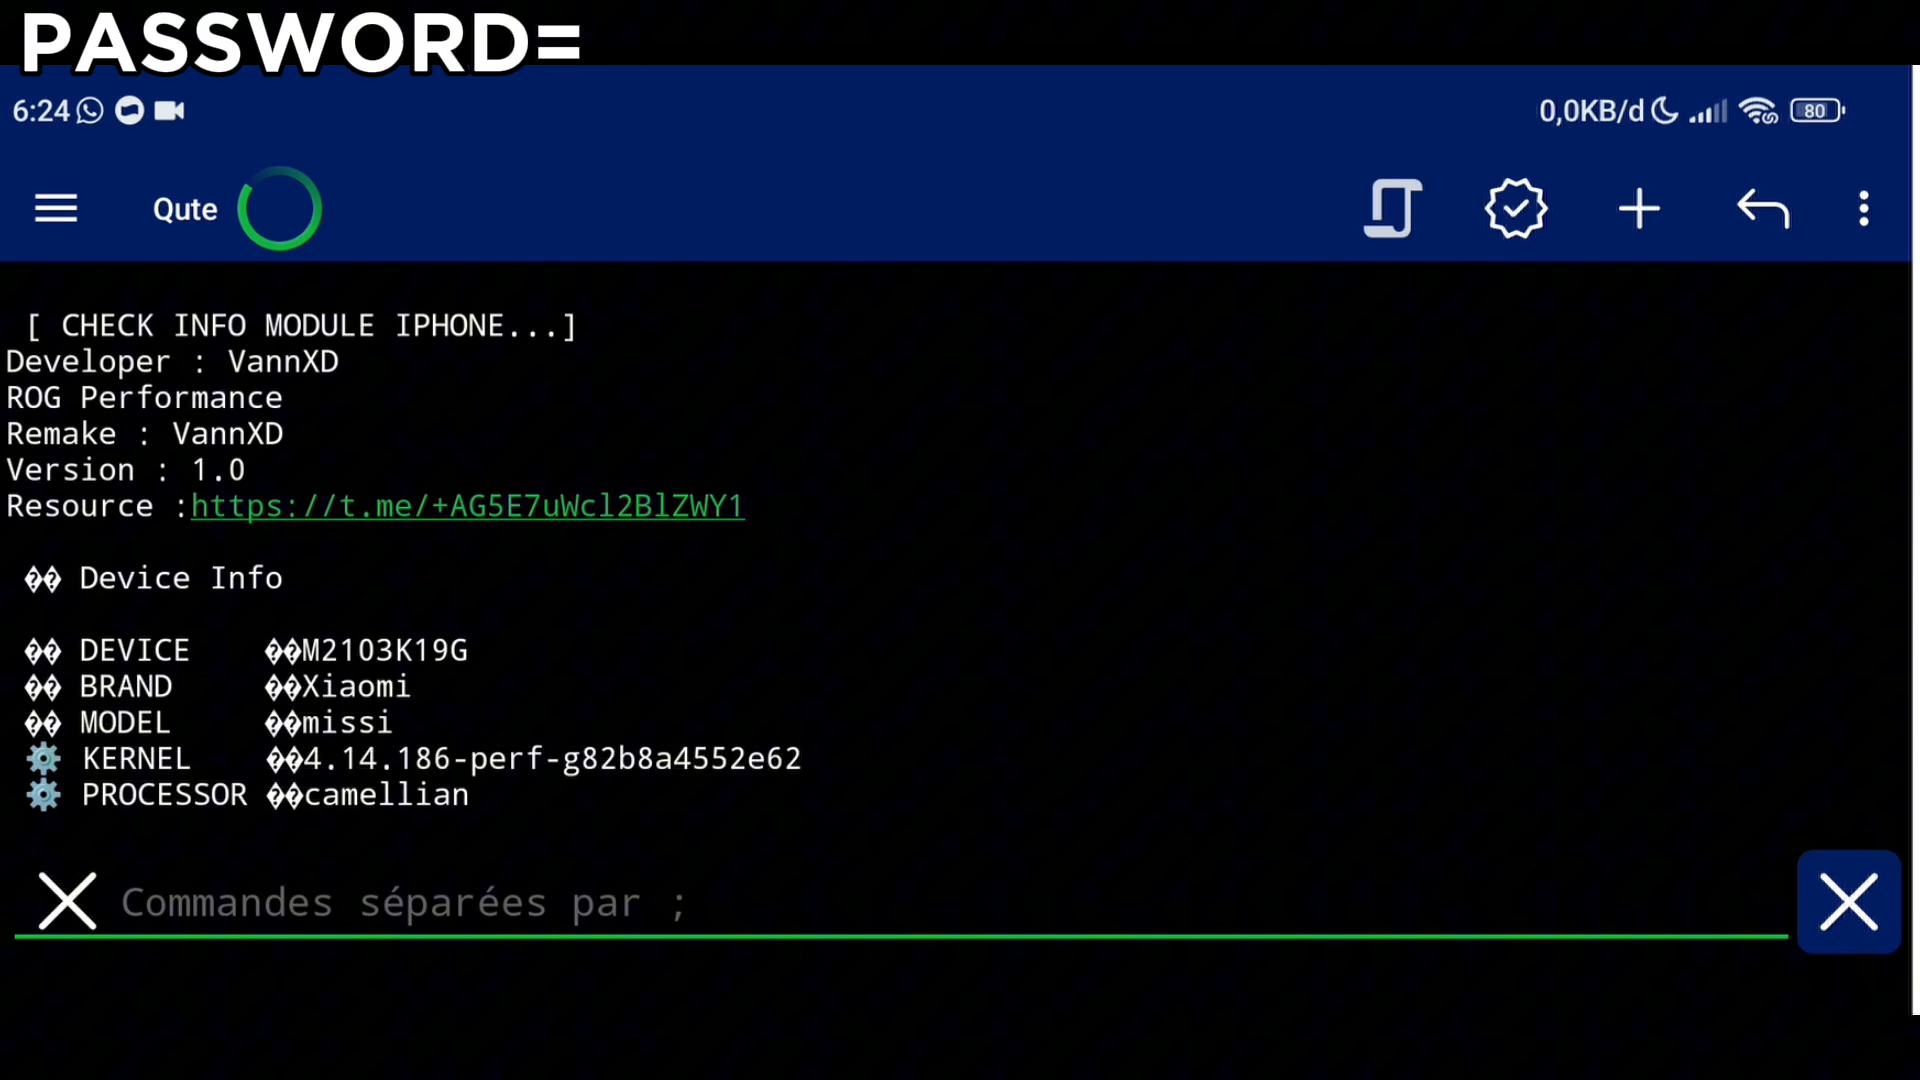 PASSWORD=
6:24 0,0KB/d 80
Qute
[ CHECK INFO MODULE IPHONE...]
Developer : VannXD
ROG Performance
Remake : VannXD
Version : 1.0
Resource :https://t.me/+AG5E7uWcl2BlZWY1
�� Device Info
�� DEVICE ��M2103K19G
�� BRAND ��Xiaomi
�� MODEL ��missi
⚙️ KERNEL ��4.14.186-perf-g82b8a4552e62
⚙️ PROCESSOR ��camellian
Commandes séparées par ;